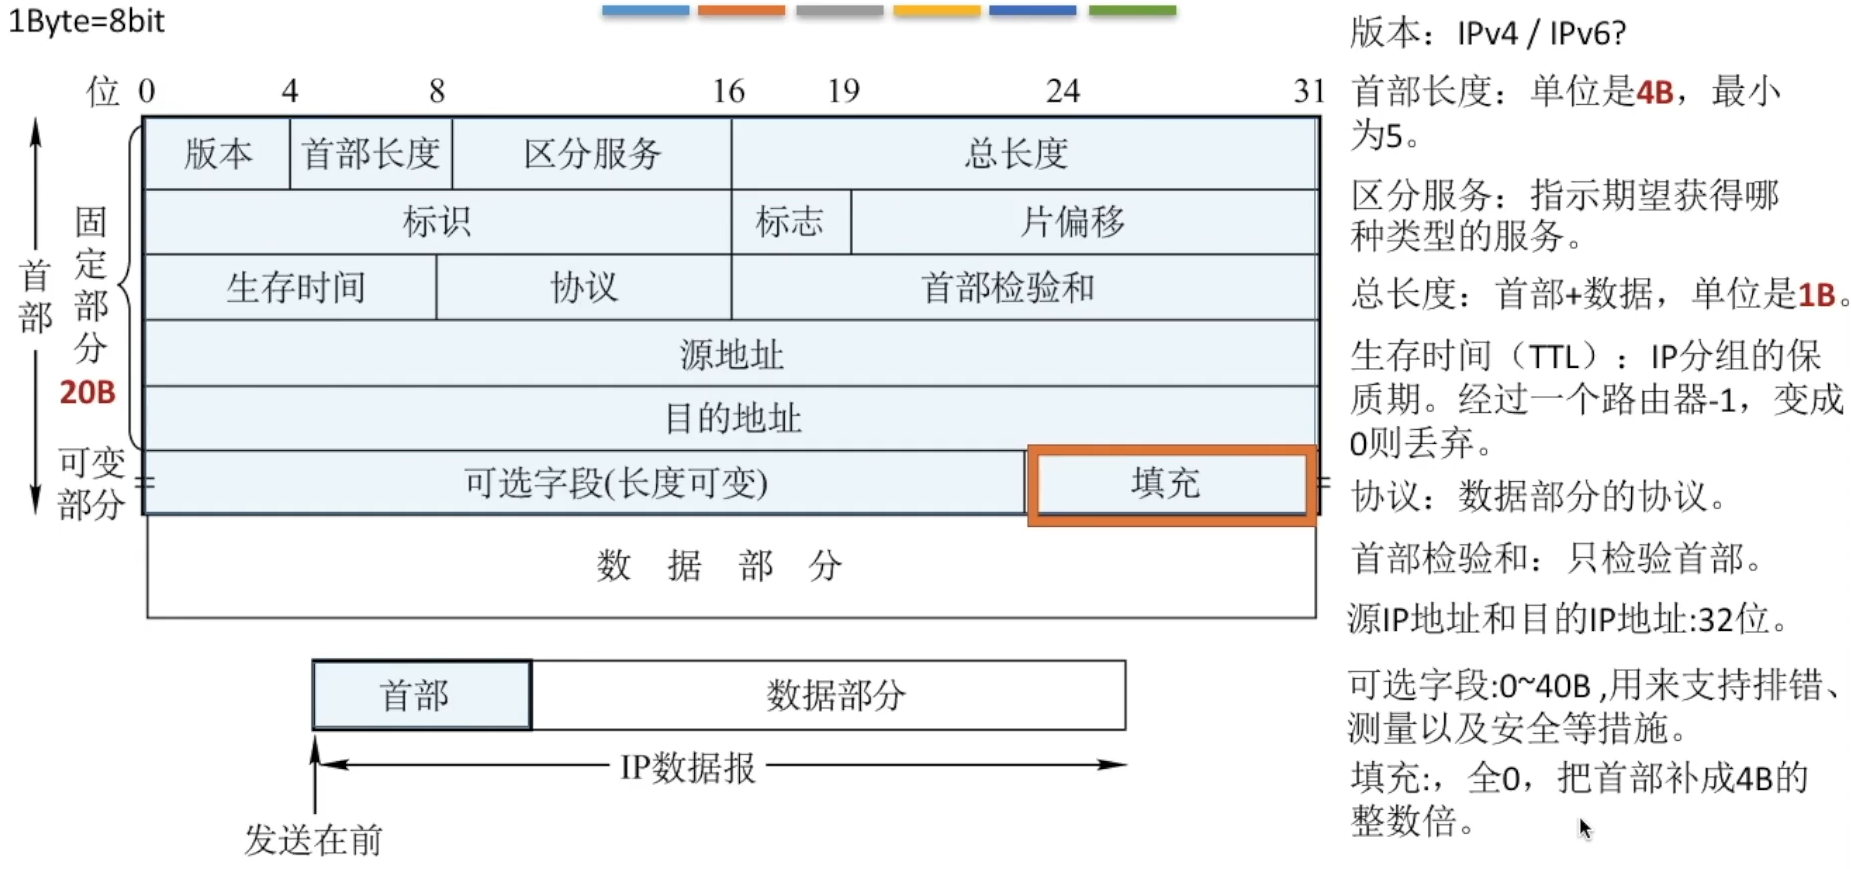 1Byte=8bit
位 0 4 8 16 19 24 31
版本 首部长度 区分服务 总长度
标识 标志 片偏移
生存时间 协议 首部检验和
源地址
目的地址
可选字段(长度可变) 填充
数据部分
首部
固定部分
20B
可变
部分
首部 数据部分
IP数据报
发送在前
版本：IPv4 / IPv6?
首部长度：单位是4B，最小
为5。
区分服务：指示期望获得哪
种类型的服务。
总长度：首部+数据，单位是1B。
生存时间（TTL）：IP分组的保
质期。经过一个路由器-1，变成
0则丢弃。
协议：数据部分的协议。
首部检验和：只检验首部。
源IP地址和目的IP地址:32位。
可选字段:0~40B ,用来支持排错、
测量以及安全等措施。
填充:，全0，把首部补成4B的
整数倍。